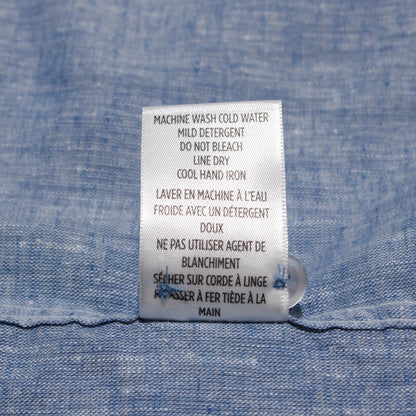 MACHINE WASH COLD WATER
MILD DETERGENT
DO NOT BLEACH
LINE DRY
COOL HAND IRON
LAVER EN MACHINE À L'EAU
FROIDE AVEC UN DÉTERGENT
DOUX
NE PAS UTILISER AGENT DE
BLANCHIMENT
SÉCHER SUR CORDE À LINGE
À FER TIÈDE À LA
MAIN